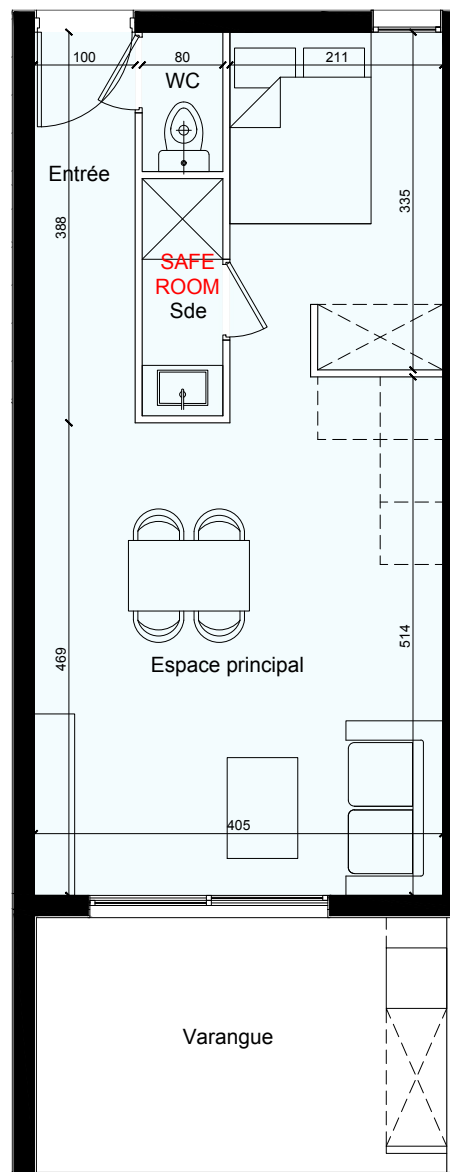 100
80
211
WC
Entrée
388
335
SAFE
ROOM
Sde
469
514
Espace principal
405
Varangue